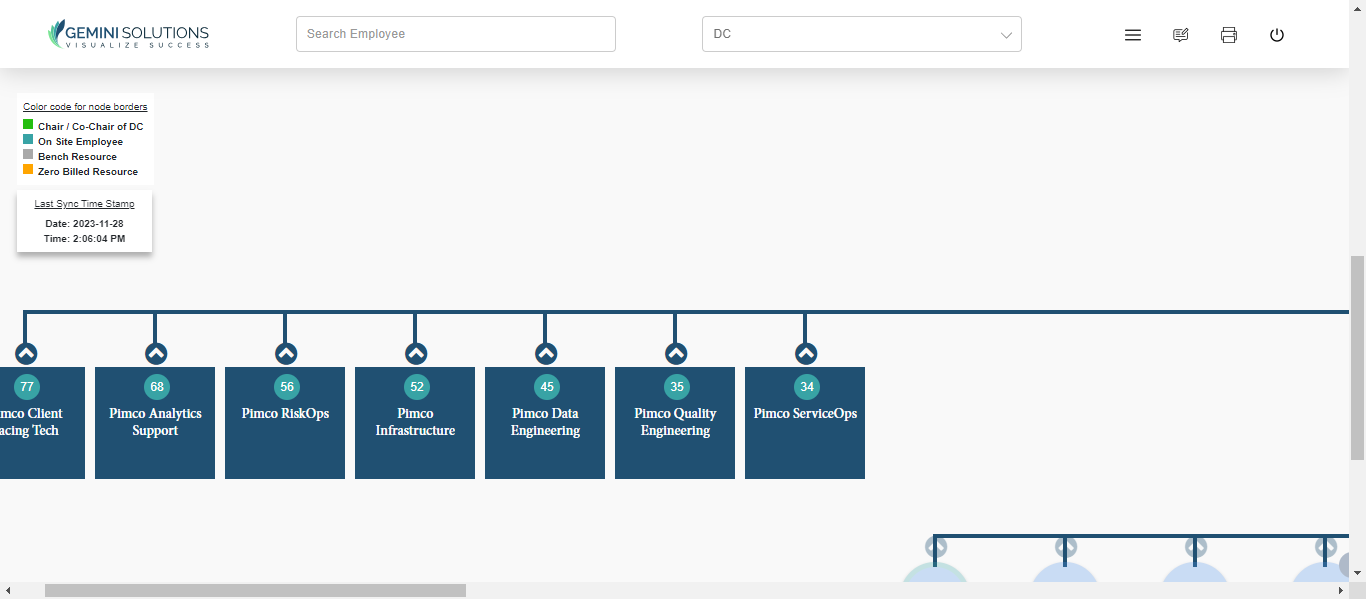 GEMINI SOLUTIONS
VISUALIZE SUCCESS
Search Employee
DC
Color code for node borders
Chair / Co-Chair of DC
On Site Employee
Bench Resource
Zero Billed Resource
Last Sync Time Stamp
Date: 2023-11-28
Time: 2:06:04 PM
77
mco Client
acing Tech
68
Pimco Analytics
Support
56
Pimco RiskOps
52
Pimco
Infrastructure
45
Pimco Data
Engineering
35
Pimco Quality
Engineering
34
Pimco ServiceOps